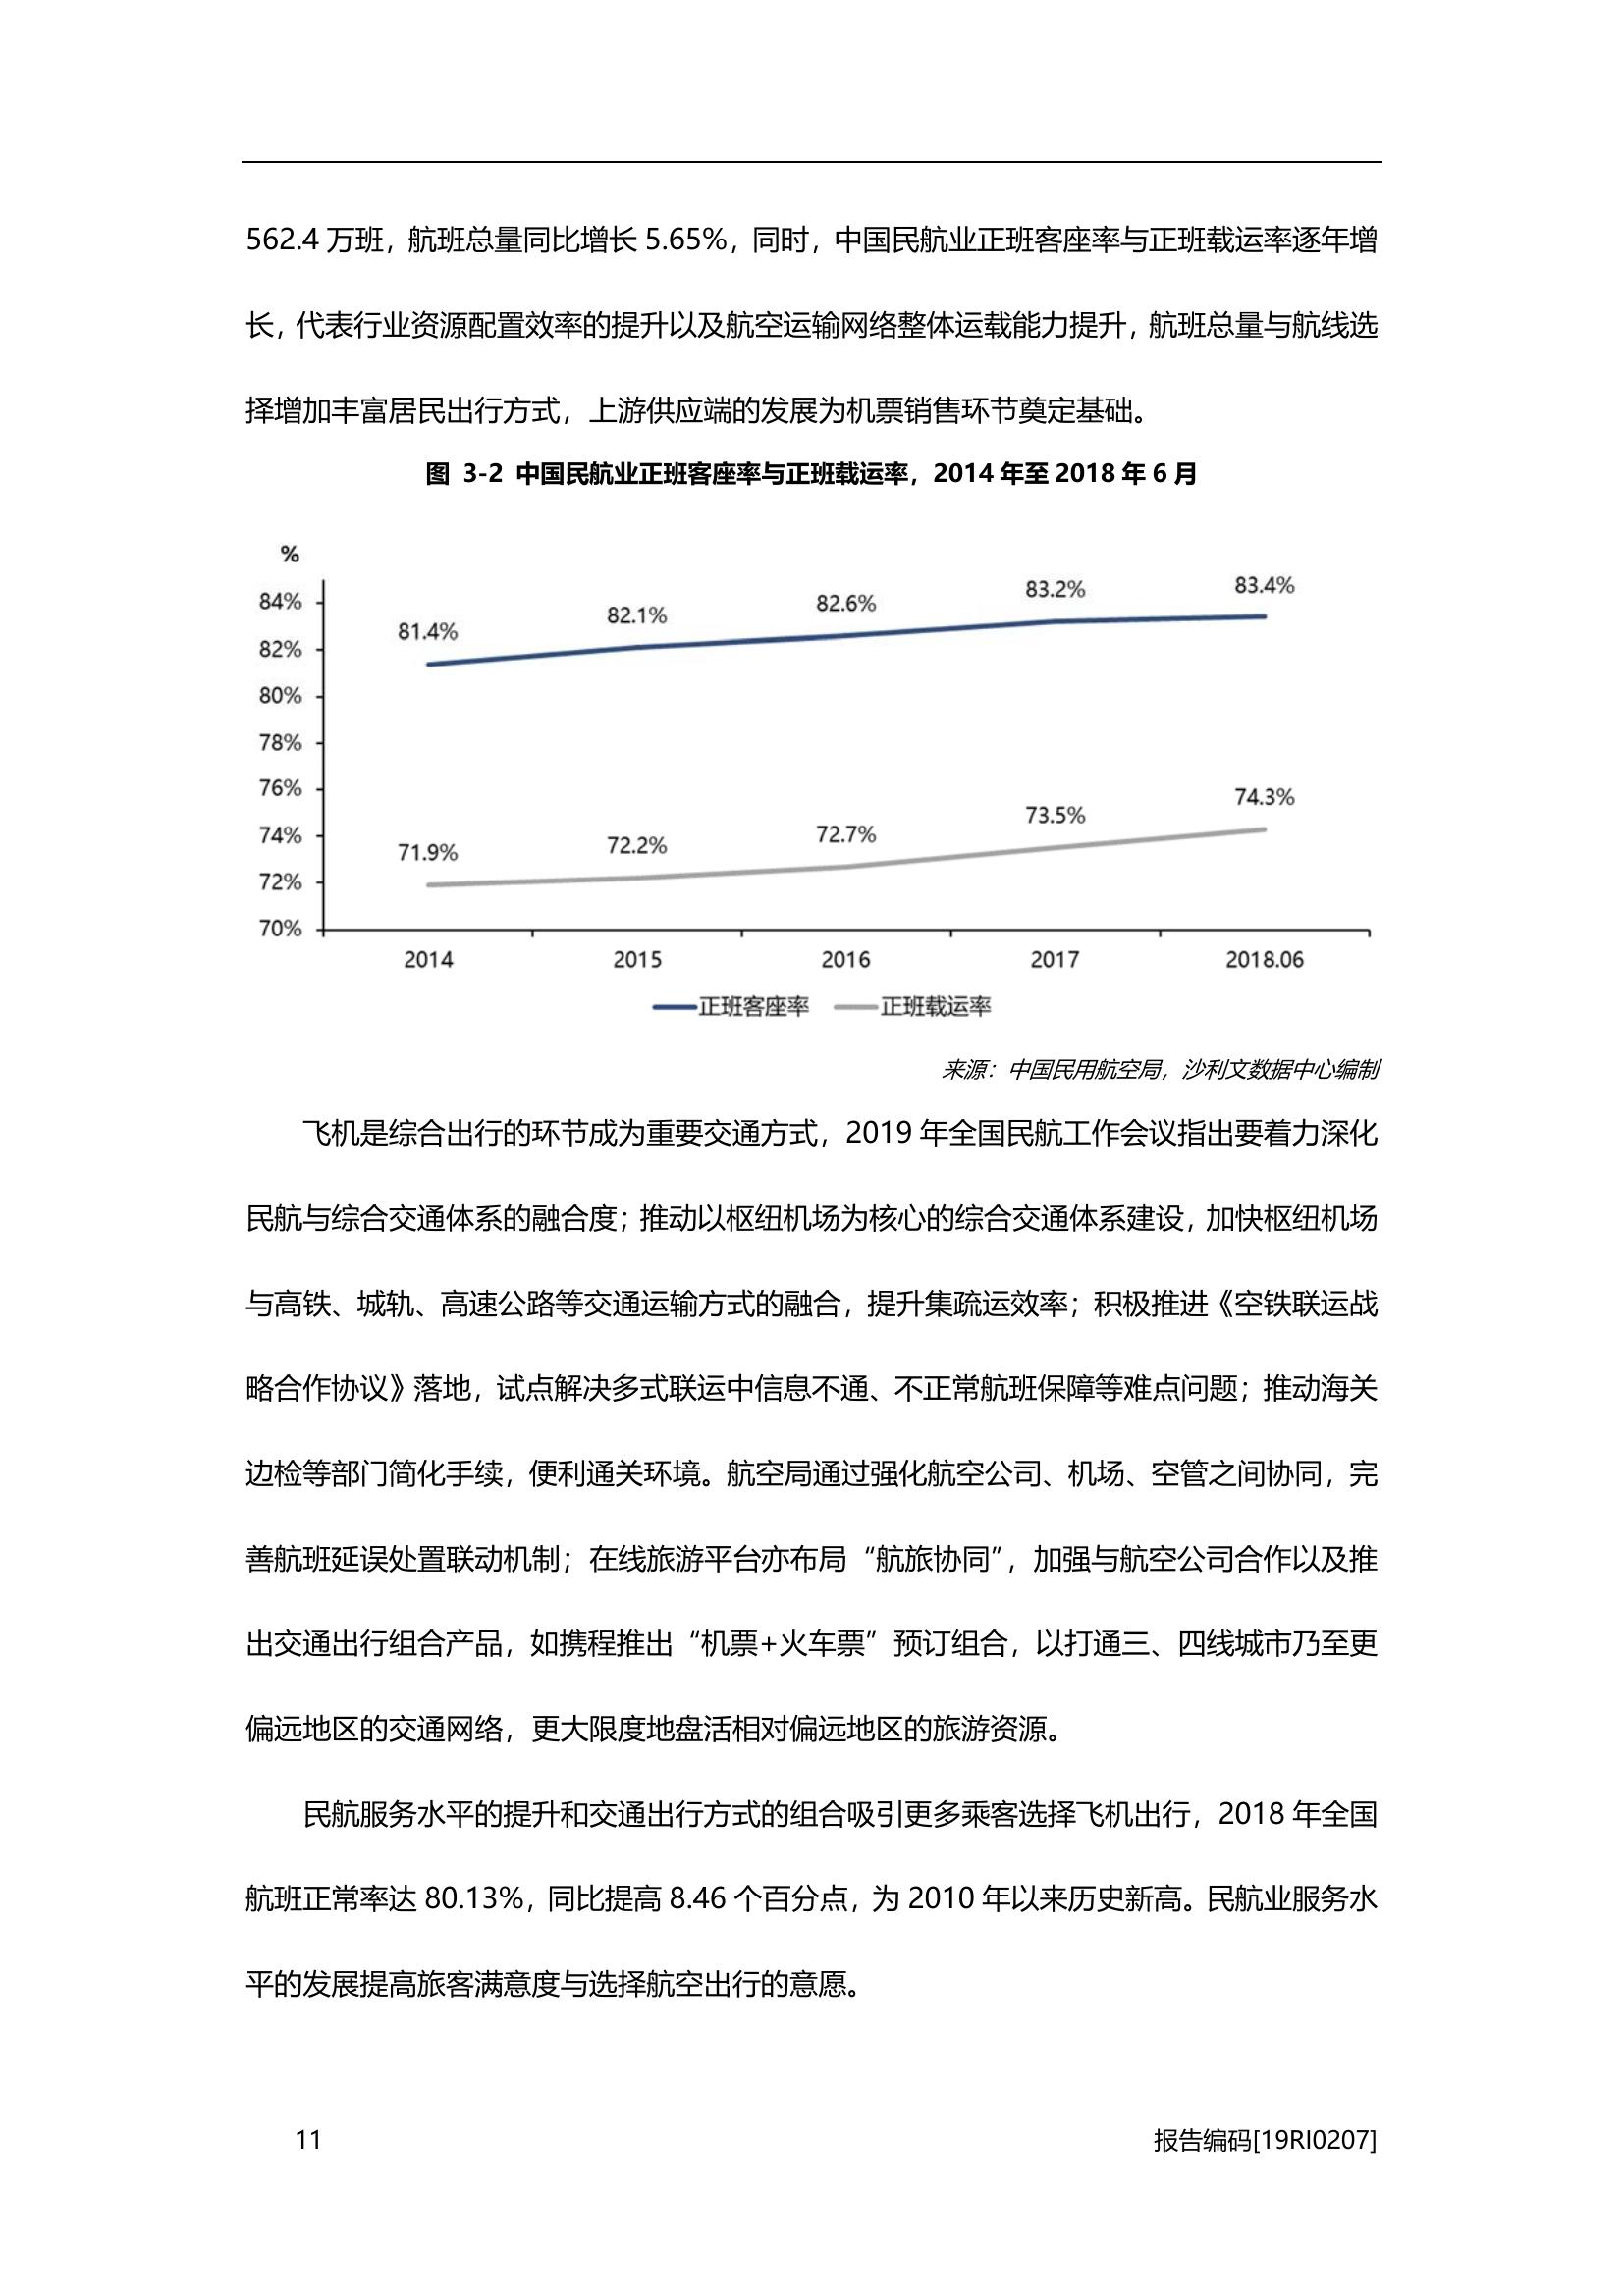 562.4 万班，航班总量同比增长 5.65%，同时，中国民航业正班客座率与正班载运率逐年增
长，代表行业资源配置效率的提升以及航空运输网络整体运载能力提升，航班总量与航线选
择增加丰富居民出行方式，上游供应端的发展为机票销售环节奠定基础。
图 3-2 中国民航业正班客座率与正班载运率，2014 年至 2018 年 6 月
%
84%
82%
80%
78%
76%
74%
72%
70%
81.4%
82.1%
82.6%
83.2%
83.4%
71.9%
72.2%
72.7%
73.5%
74.3%
2014
2015
2016
2017
2018.06
正班客座率
正班载运率
来源：中国民用航空局，沙利文数据中心编制
飞机是综合出行的环节成为重要交通方式，2019 年全国民航工作会议指出要着力深化
民航与综合交通体系的融合度；推动以枢纽机场为核心的综合交通体系建设，加快枢纽机场
与高铁、城轨、高速公路等交通运输方式的融合，提升集疏运效率；积极推进《空铁联运战
略合作协议》落地，试点解决多式联运中信息不通、不正常航班保障等难点问题；推动海关
边检等部门简化手续，便利通关环境。航空局通过强化航空公司、机场、空管之间协同，完
善航班延误处置联动机制；在线旅游平台亦布局“航旅协同”，加强与航空公司合作以及推
出交通出行组合产品，如携程推出“机票+火车票”预订组合，以打通三、四线城市乃至更
偏远地区的交通网络，更大限度地盘活相对偏远地区的旅游资源。
民航服务水平的提升和交通出行方式的组合吸引更多乘客选择飞机出行，2018 年全国
航班正常率达 80.13%，同比提高 8.46 个百分点，为 2010 年以来历史新高。民航业服务水
平的发展提高旅客满意度与选择航空出行的意愿。
11
报告编码[19RI0207]